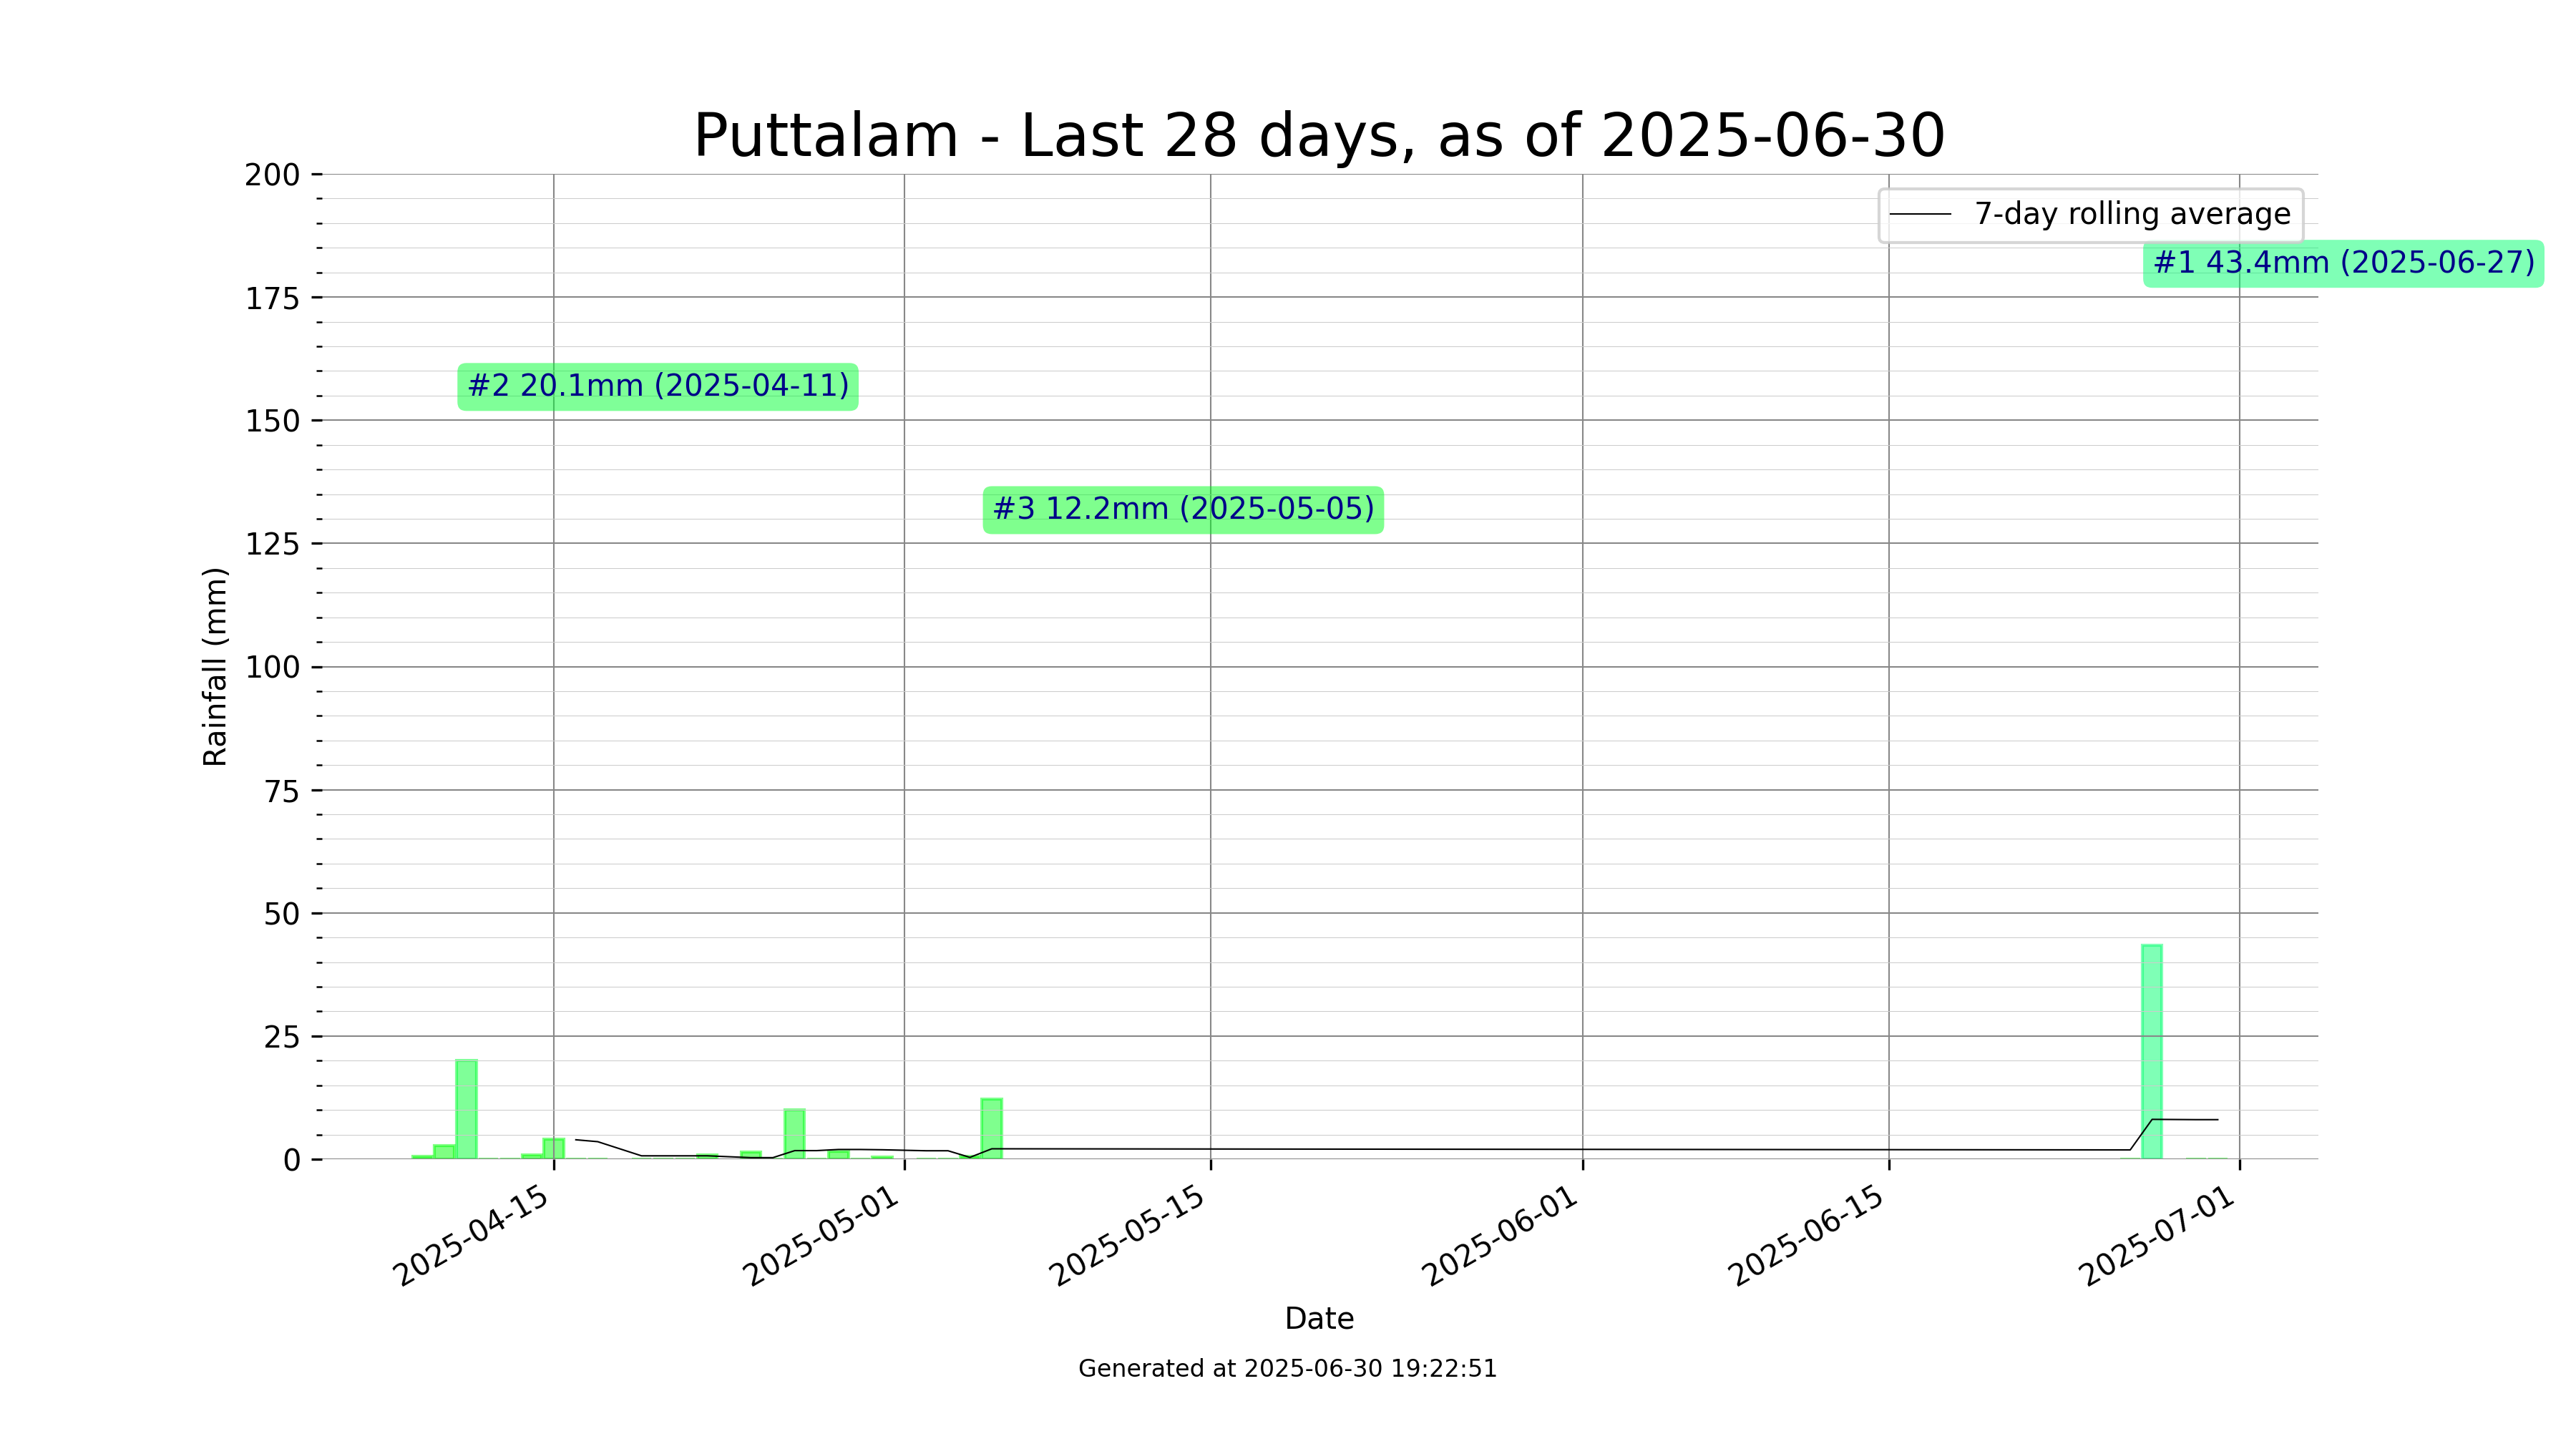 Puttalam - Last 28 days, as of 2025-06-30
200
7-day rolling average
#1 43.4mm (2025-06-27)
175
#2 20.1mm (2025-04-11)
150
#3 12.2mm (2025-05-05)
125
Rainfall (mm)
100
75
50
25
0
2025-04-15
2025-05-01
2025-05-15
2025-06-01
2025-06-15
2025-07-01
Date
Generated at 2025-06-30 19:22:51